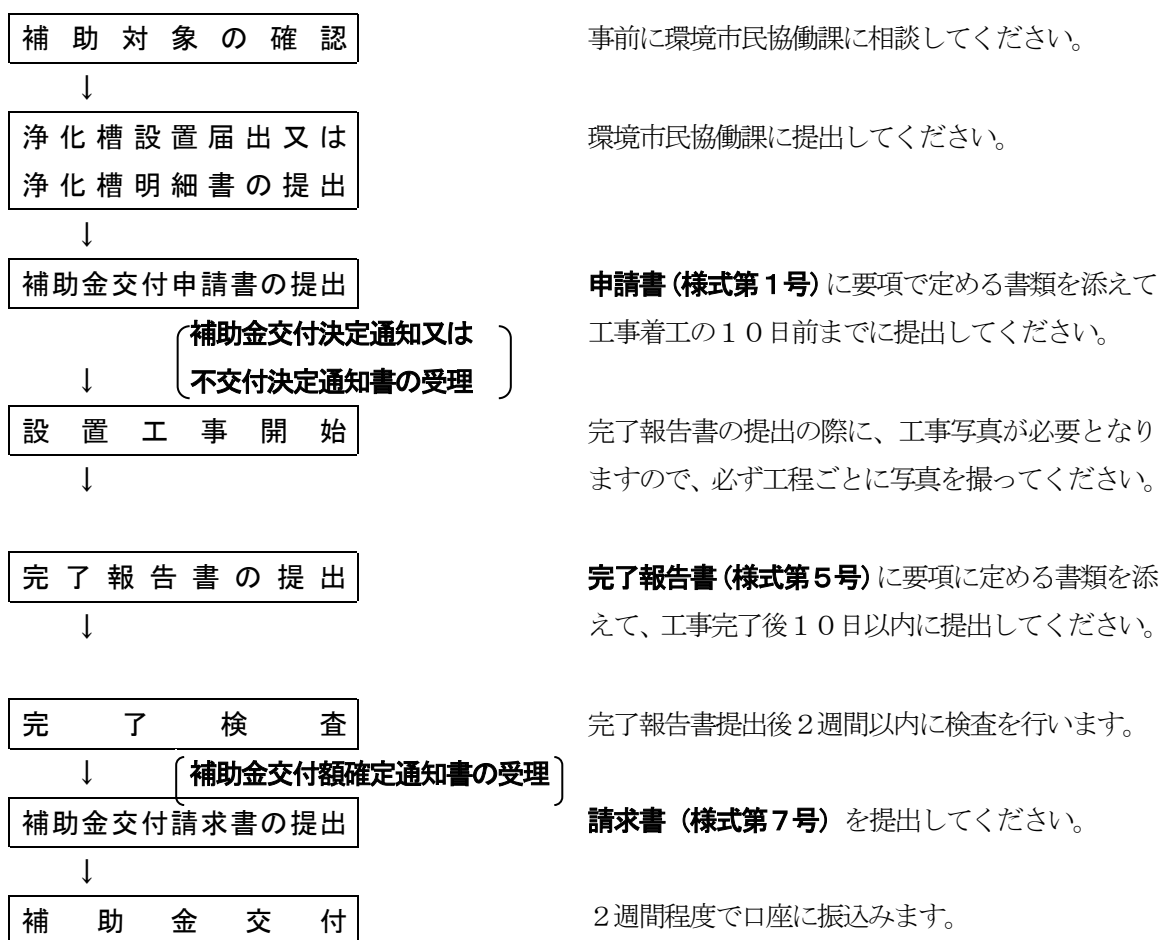 補助対象の確認 事前に環境市民協働課に相談してください。
↓
浄化槽設置届出又は 環境市民協働課に提出してください。
浄化槽明細書の提出
↓
補助金交付申請書の提出 申請書(様式第1号)に要項で定める書類を添えて
補助金交付決定通知又は 工事着工の10日前までに提出してください。
↓ 不交付決定通知書の受理
設置工事開始 完了報告書の提出の際に、工事写真が必要となり
↓ ますので、必ず工程ごとに写真を撮ってください。
完了報告書の提出 完了報告書(様式第5号)に要項に定める書類を添
↓ えて、工事完了後10日以内に提出してください。
完了検査 完了報告書提出後2週間以内に検査を行います。
↓ 補助金交付額確定通知書の受理
補助金交付請求書の提出 請求書(様式第7号)を提出してください。
↓
補助金交付 2週間程度で口座に振込みます。